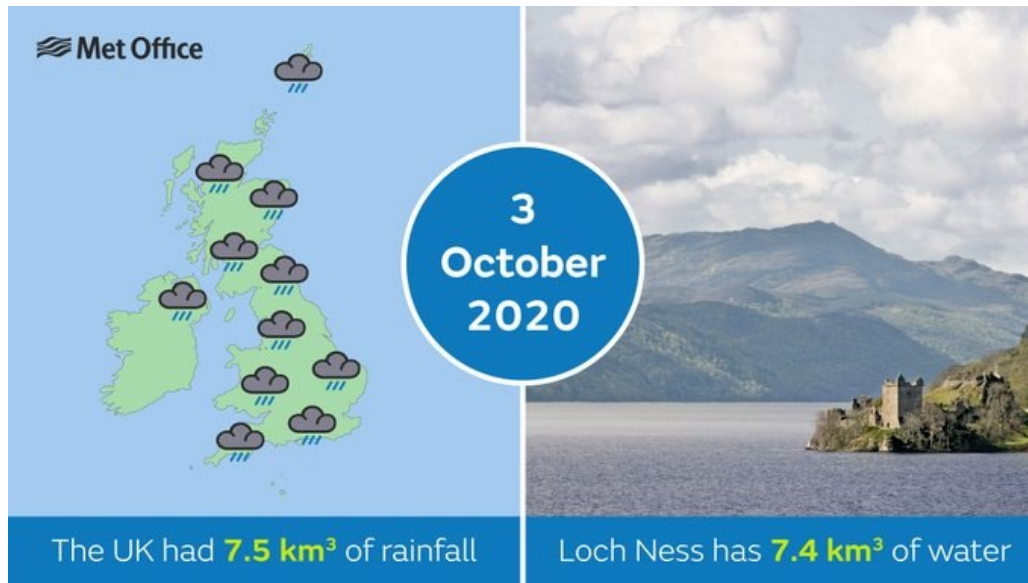 Met Office
3
October
2020
The UK had 7.5 km³ of rainfall
Loch Ness has 7.4 km³ of water